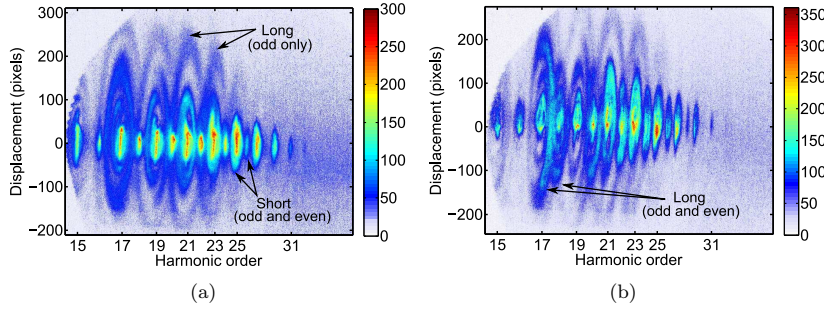 (a)
300
200
100
0
−100
−200
Displacement (pixels)
Long
(odd only)
Short
(odd and even)
15 17 19 21 23 25 31
Harmonic order
300
250
200
150
100
50
0
(a)
(b)
200
100
0
−100
−200
Displacement (pixels)
Long
(odd and even)
15 17 19 21 23 25 31
Harmonic order
350
300
250
200
150
100
50
0
(b)